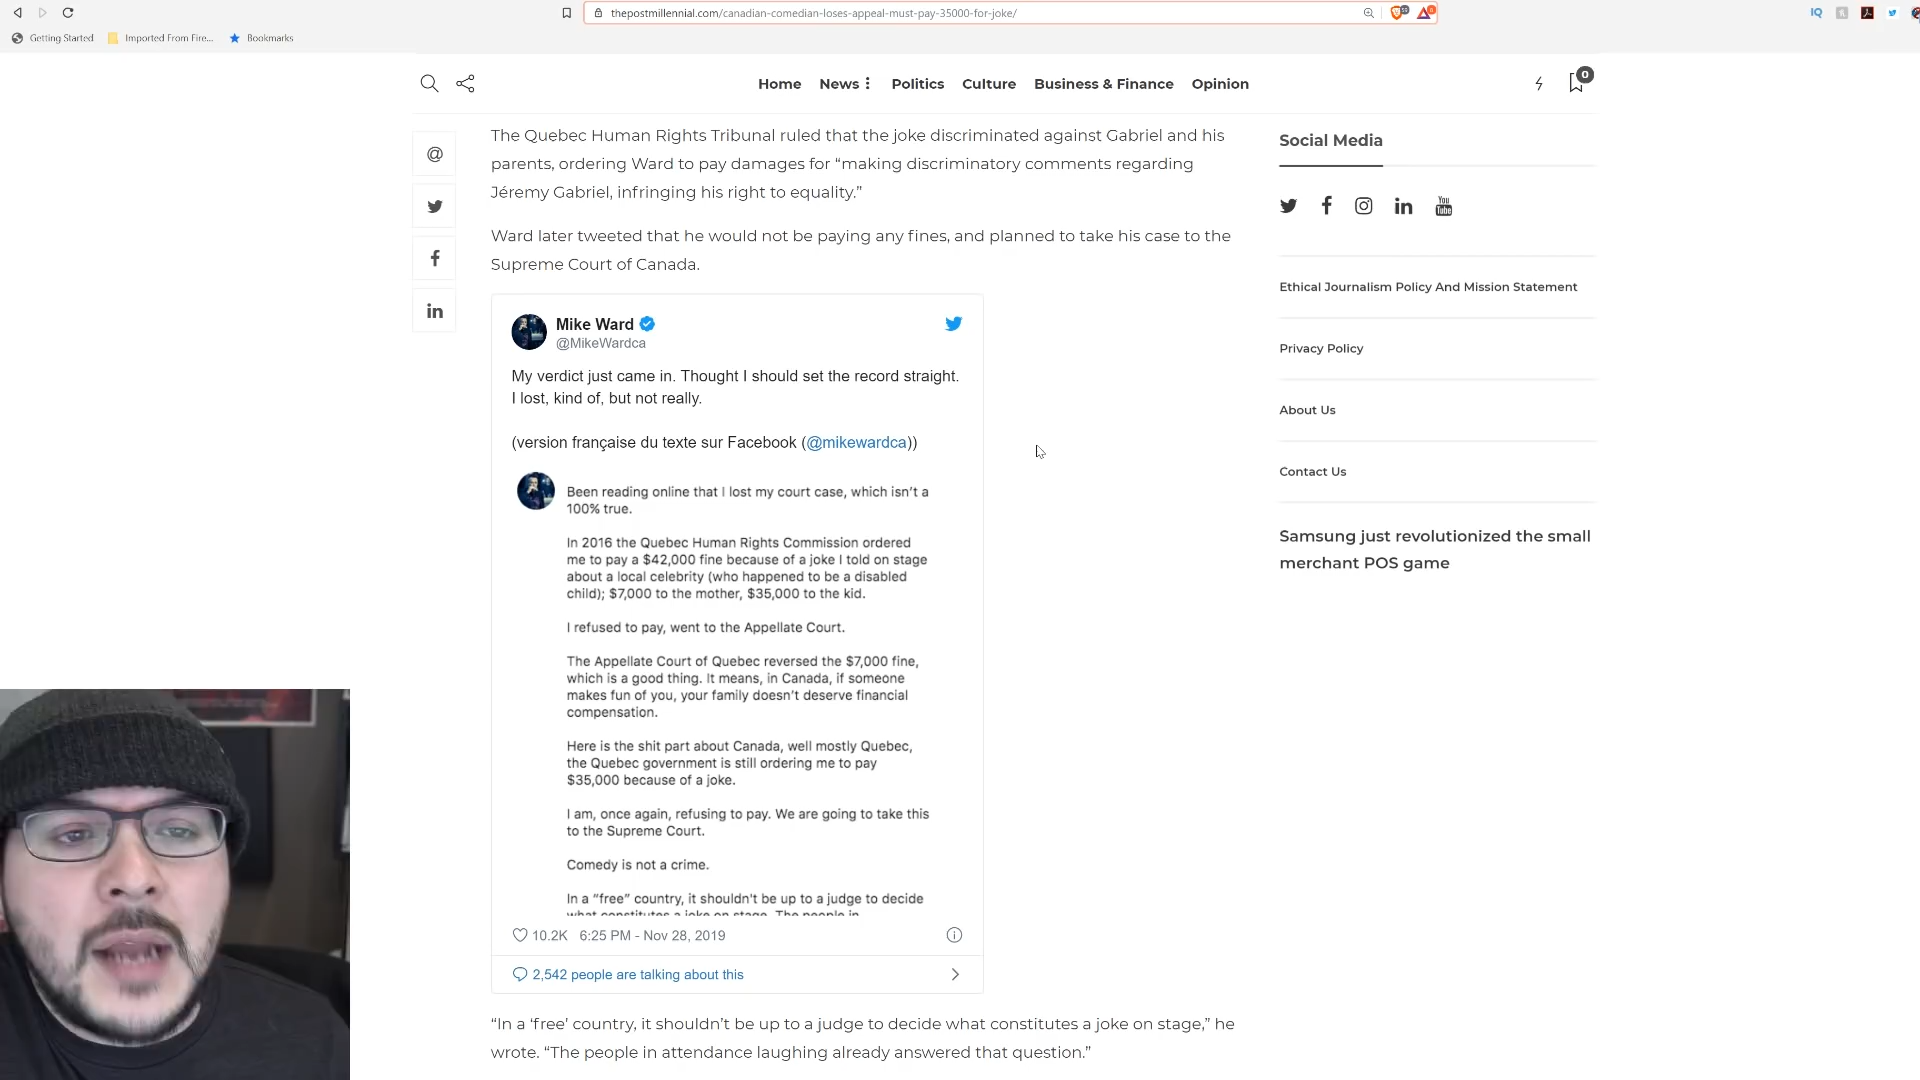 thepostmillennial.com/canadian-comedian-loses-appeal-must-pay-35000-for-joke/
IQ
Getting Started
Imported From Fire...
Bookmarks
Home
News
Politics
Culture
Business & Finance
Opinion
0
The Quebec Human Rights Tribunal ruled that the joke discriminated against Gabriel and his
parents, ordering Ward to pay damages for “making discriminatory comments regarding
Jéremy Gabriel, infringing his right to equality.”
Ward later tweeted that he would not be paying any fines, and planned to take his case to the
Supreme Court of Canada.
Mike Ward
@MikeWardca
My verdict just came in. Thought I should set the record straight.
I lost, kind of, but not really.
(version française du texte sur Facebook (@mikewardca))
Been reading online that I lost my court case, which isn't a
100% true.
In 2016 the Quebec Human Rights Commission ordered
me to pay a $42,000 fine because of a joke I told on stage
about a local celebrity (who happened to be a disabled
child); $7,000 to the mother, $35,000 to the kid.
I refused to pay, went to the Appellate Court.
The Appellate Court of Quebec reversed the $7,000 fine,
which is a good thing. It means, in Canada, if someone
makes fun of you, your family doesn't deserve financial
compensation.
Here is the shit part about Canada, well mostly Quebec,
the Quebec government is still ordering me to pay
$35,000 because of a joke.
I am, once again, refusing to pay. We are going to take this
to the Supreme Court.
Comedy is not a crime.
In a “free” country, it shouldn't be up to a judge to decide
what constitutes a joke on stage. The people in
10.2K 6:25 PM - Nov 28, 2019
2,542 people are talking about this
“In a ‘free’ country, it shouldn’t be up to a judge to decide what constitutes a joke on stage,” he
wrote. “The people in attendance laughing already answered that question.”
Social Media
You
Tube
Ethical Journalism Policy And Mission Statement
Privacy Policy
About Us
Contact Us
Samsung just revolutionized the small
merchant POS game